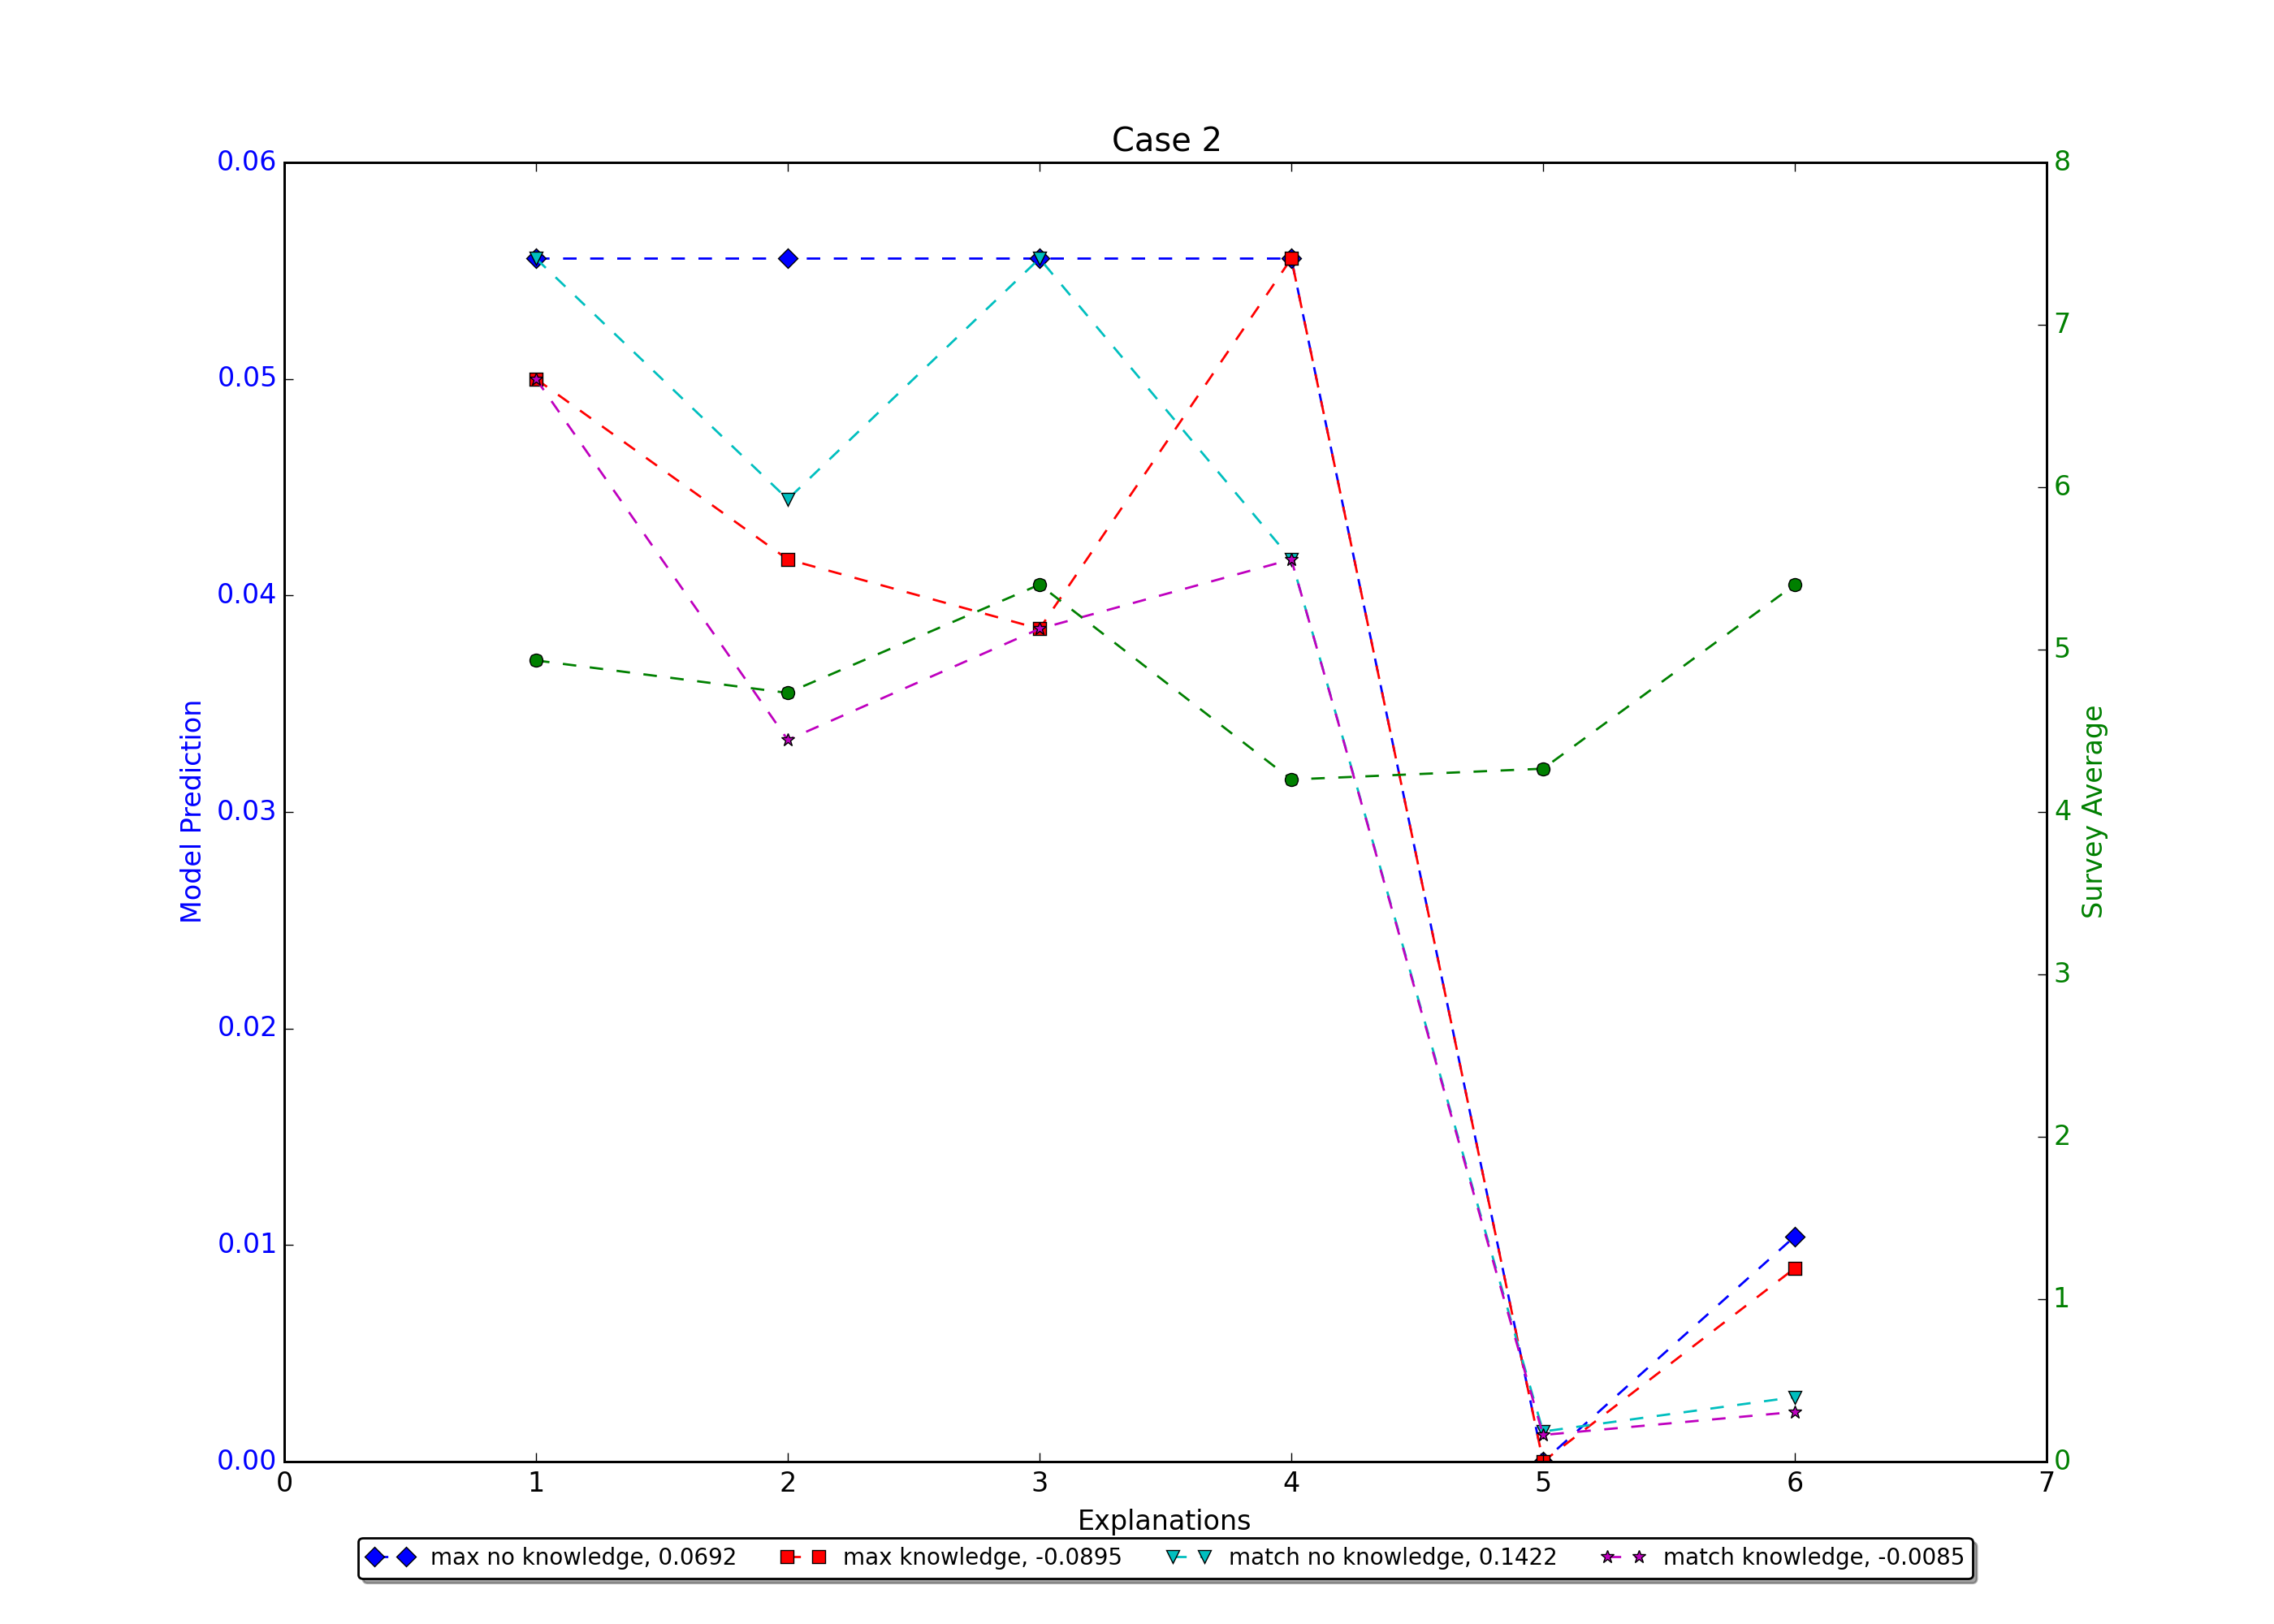 Case 2
0.06
0.05
0.04
0.03
0.02
0.01
0.00
Model Prediction
8
7
6
5
4
3
2
1
0
Survey Average
0 1 2 3 4 5 6 7
Explanations
max no knowledge, 0.0692 max knowledge, -0.0895 match no knowledge, 0.1422 match knowledge, -0.0085